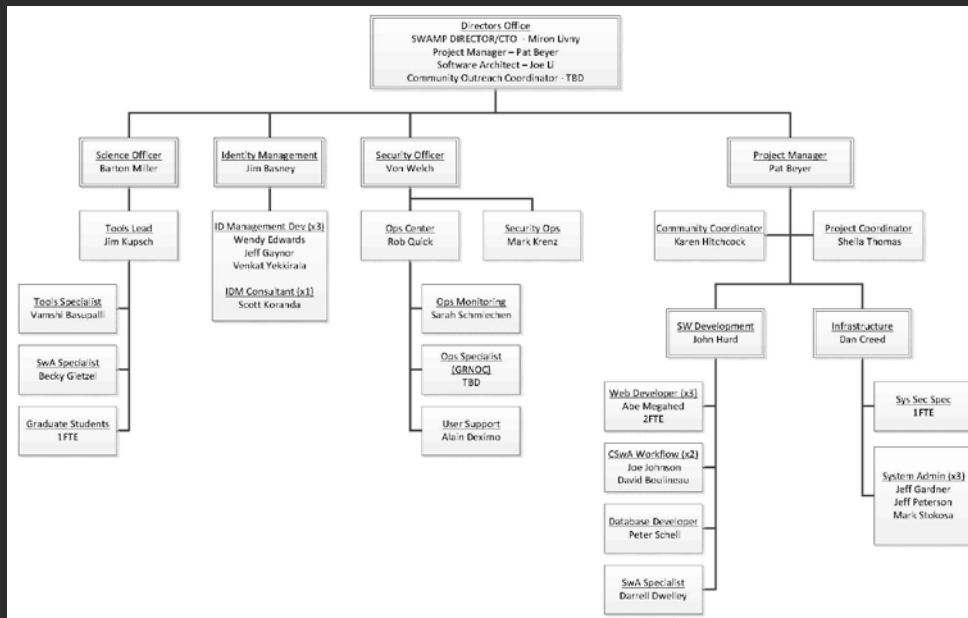 Directors Office
SWAMP DIRECTOR/CTO - Miron Livny
Project Manager – Pat Beyer
Software Architect – Joe Li
Community Outreach Coordinator - TBD
Science Officer
Barton Miller
Identity Management
Jim Basney
Security Officer
Von Welch
Project Manager
Pat Beyer
Tools Lead
Jim Kupsch
ID Management Dev (x3)
Wendy Edwards
Jeff Gaynor
Venkat Yekkirala
IDM Consultant (x1)
Scott Koranda
Ops Center
Rob Quick
Security Ops
Mark Krenz
Community Coordinator
Karen Hitchcock
Project Coordinator
Sheila Thomas
Tools Specialist
Vamshi Basupalli
SwA Specialist
Becky Gietzel
Graduate Students
1FTE
Ops Monitoring
Sarah Schmiechen
Ops Specialist
(GRNOC)
TBD
User Support
Alain Deximo
SW Development
John Hurd
Infrastructure
Dan Creed
Web Developer (x3)
Abe Megahed
2FTE
CSwA Workflow (x2)
Joe Johnson
David Boulineau
Database Developer
Peter Schell
SwA Specialist
Darrell Dwelley
Sys Sec Spec
1FTE
System Admin (x3)
Jeff Gardner
Jeff Peterson
Mark Stokosa